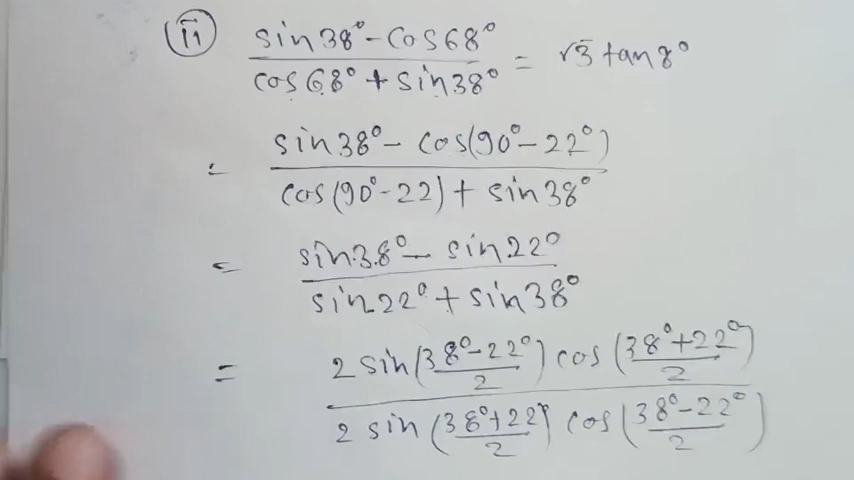 (ii) (sin38° - cos68°)/(cos68° + sin38°) = √3 tan8°
= (sin38° - cos(90° - 22°))/(cos(90° - 22) + sin38°)
= (sin38° - sin22°)/(sin22° + sin38°)
= (2 sin((38° - 22°)/2) cos((38° + 22°)/2))/(2 sin((38° + 22°)/2) cos((38° - 22°)/2))